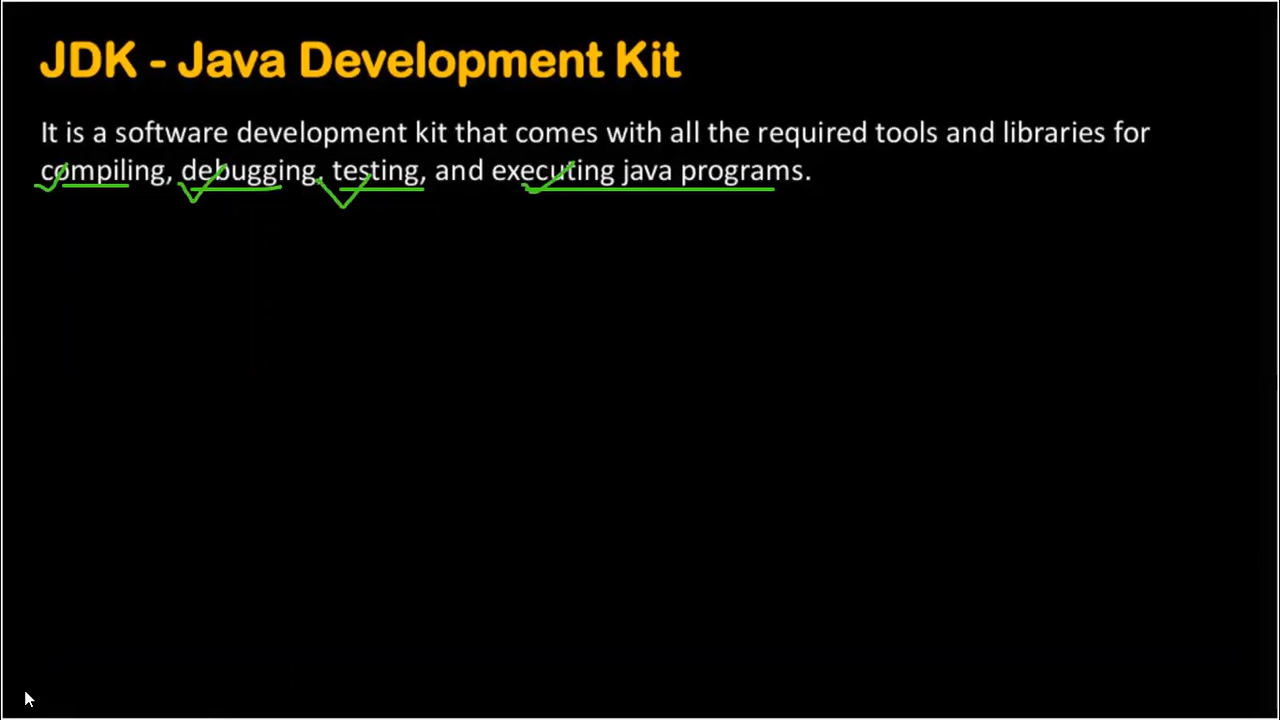 JDK - Java Development Kit
It is a software development kit that comes with all the required tools and libraries for
compiling, debugging, testing, and executing java programs.